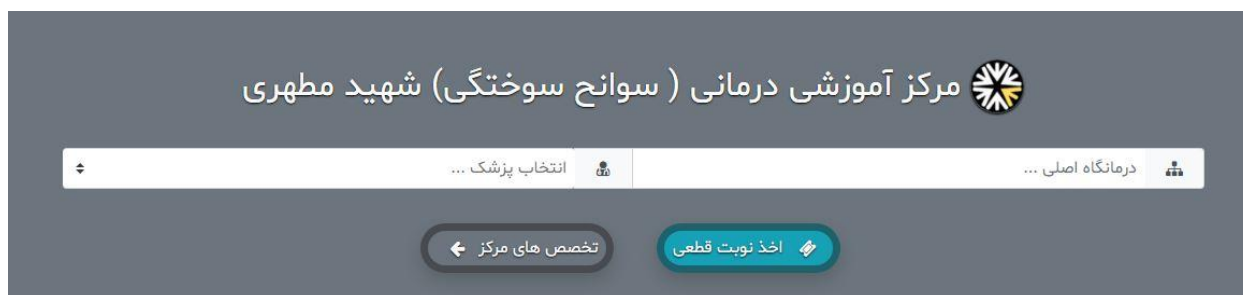 مرکز آموزشی درمانی ( سوانح سوختگی) شهید مطهری
درمانگاه اصلی ...
انتخاب پزشک ...
اخذ نوبت قطعی
تخصص های مرکز